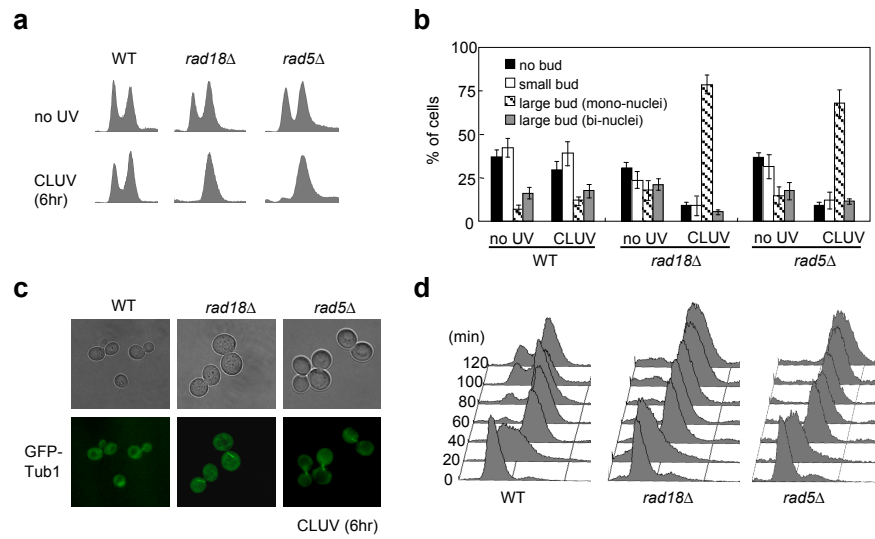 a
WT rad18Δ rad5Δ
no UV
CLUV
(6hr)
b
% of cells
100
75
50
25
0
no bud
small bud
large bud (mono-nuclei)
large bud (bi-nuclei)
no UV CLUV no UV CLUV no UV CLUV
WT rad18Δ rad5Δ
c
WT rad18Δ rad5Δ
GFP-
Tub1
CLUV (6hr)
d
(min)
120
100
80
60
40
20
0
WT rad18Δ rad5Δ